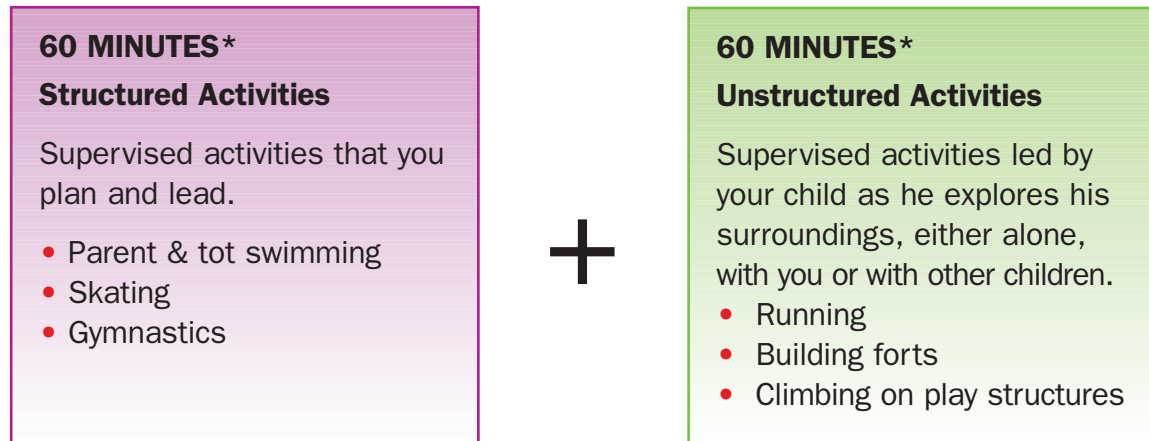 60 MINUTES*
Structured Activities
Supervised activities that you
plan and lead.
• Parent & tot swimming
• Skating
• Gymnastics
+
60 MINUTES*
Unstructured Activities
Supervised activities led by
your child as he explores his
surroundings, either alone,
with you or with other children.
• Running
• Building forts
• Climbing on play structures